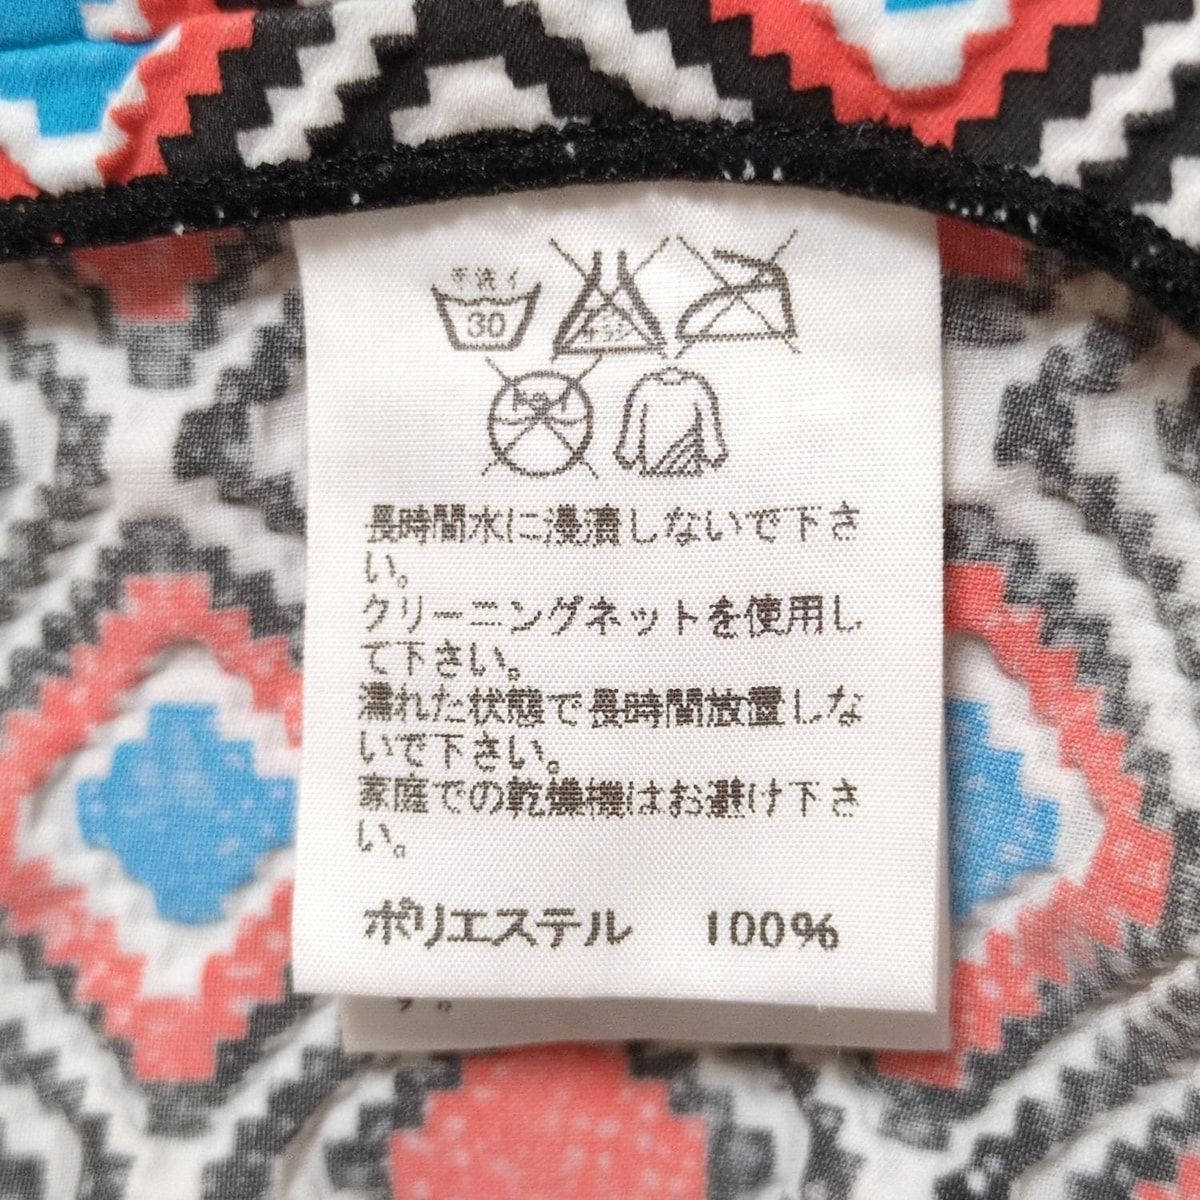 手洗イ
30
長時間水に浸漬しないで下さ
い。
クリーニングネットを使用し
て下さい。
濡れた状態で長時間放置しな
いで下さい。
家庭での乾燥機はお避け下さ
い。
ポリエステル 100%